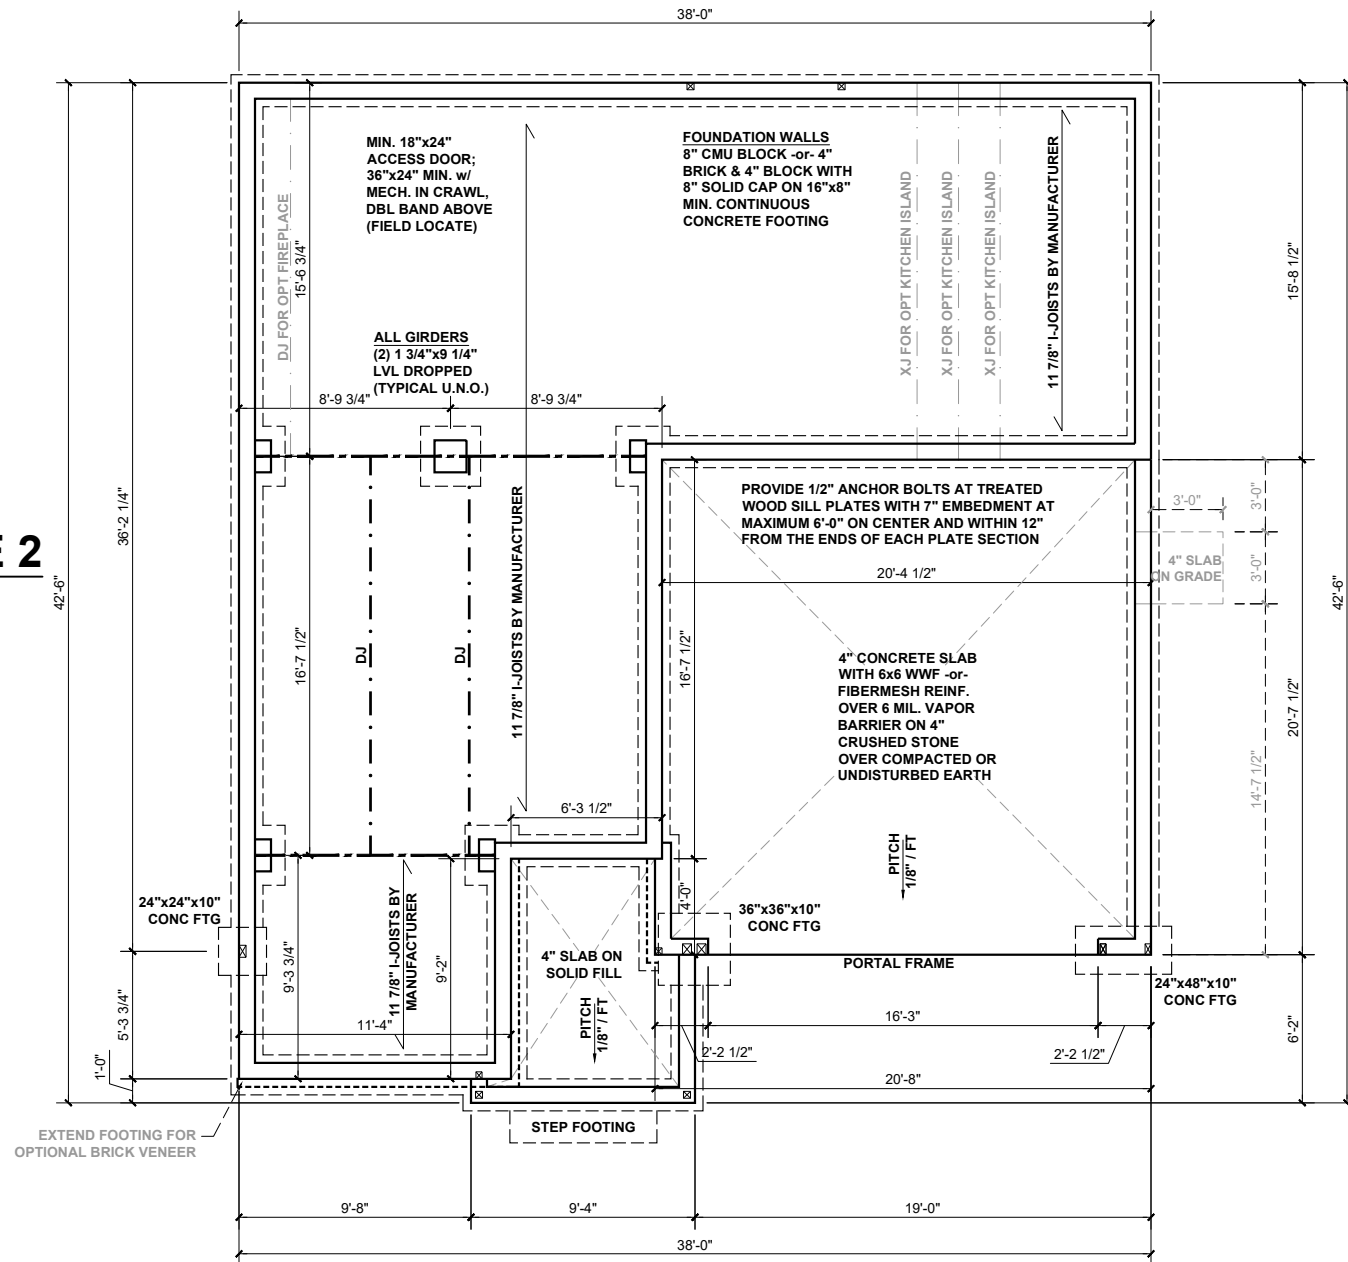 38'-0"
MIN. 18"x24"
ACCESS DOOR;
36"x24" MIN. w/
MECH. IN CRAWL,
DBL BAND ABOVE
(FIELD LOCATE)
FOUNDATION WALLS
8" CMU BLOCK -or- 4"
BRICK & 4" BLOCK WITH
8" SOLID CAP ON 16"x8"
MIN. CONTINUOUS
CONCRETE FOOTING
DJ FOR OPT FIREPLACE
15'-6 3/4"
XJ FOR OPT KITCHEN ISLAND
XJ FOR OPT KITCHEN ISLAND
XJ FOR OPT KITCHEN ISLAND
11 7/8" I-JOISTS BY MANUFACTURER
15'-8 1/2"
ALL GIRDERS
(2) 1 3/4"x9 1/4"
LVL DROPPED
(TYPICAL U.N.O.)
8'-9 3/4"
8'-9 3/4"
36'-2 1/4"
E 2
42'-6"
PROVIDE 1/2" ANCHOR BOLTS AT TREATED
WOOD SILL PLATES WITH 7" EMBEDMENT AT
MAXIMUM 6'-0" ON CENTER AND WITHIN 12"
FROM THE ENDS OF EACH PLATE SECTION
3'-0"
3'-0"
4" SLAB
ON GRADE
3'-0"
42'-6"
20'-4 1/2"
11 7/8" I-JOISTS BY MANUFACTURER
16'-7 1/2"
DJ
DJ
16'-7 1/2"
4" CONCRETE SLAB
WITH 6x6 WWF -or-
FIBERMESH REINF.
OVER 6 MIL. VAPOR
BARRIER ON 4"
CRUSHED STONE
OVER COMPACTED OR
UNDISTURBED EARTH
20'-7 1/2"
14'-7 1/2"
6'-3 1/2"
PITCH
1/8" / FT
24"x24"x10"
CONC FTG
11 7/8" I-JOISTS BY
MANUFACTURER
4'-0"
36"x36"x10"
CONC FTG
9'-3 3/4"
9'-2"
4" SLAB ON
SOLID FILL
PORTAL FRAME
24"x48"x10"
CONC FTG
5'-3 3/4"
11'-4"
PITCH
1/8" / FT
16'-3"
6'-2"
2'-2 1/2"
2'-2 1/2"
1'-0"
20'-8"
EXTEND FOOTING FOR
OPTIONAL BRICK VENEER
STEP FOOTING
9'-8"
9'-4"
19'-0"
38'-0"